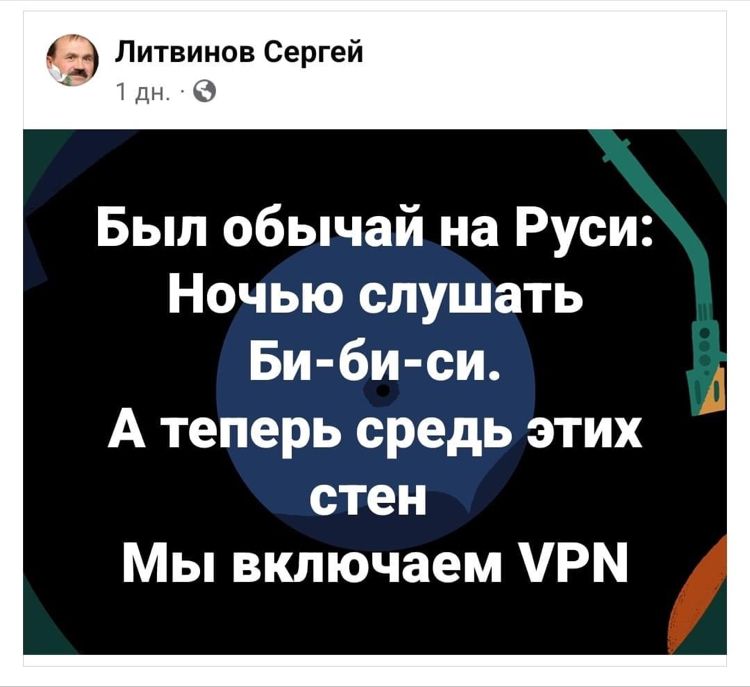 Литвинов Сергей
1 дн. ·
Был обычай на Руси:
Ночью слушать
Би-би-си.
А теперь средь этих
стен
Мы включаем VPN